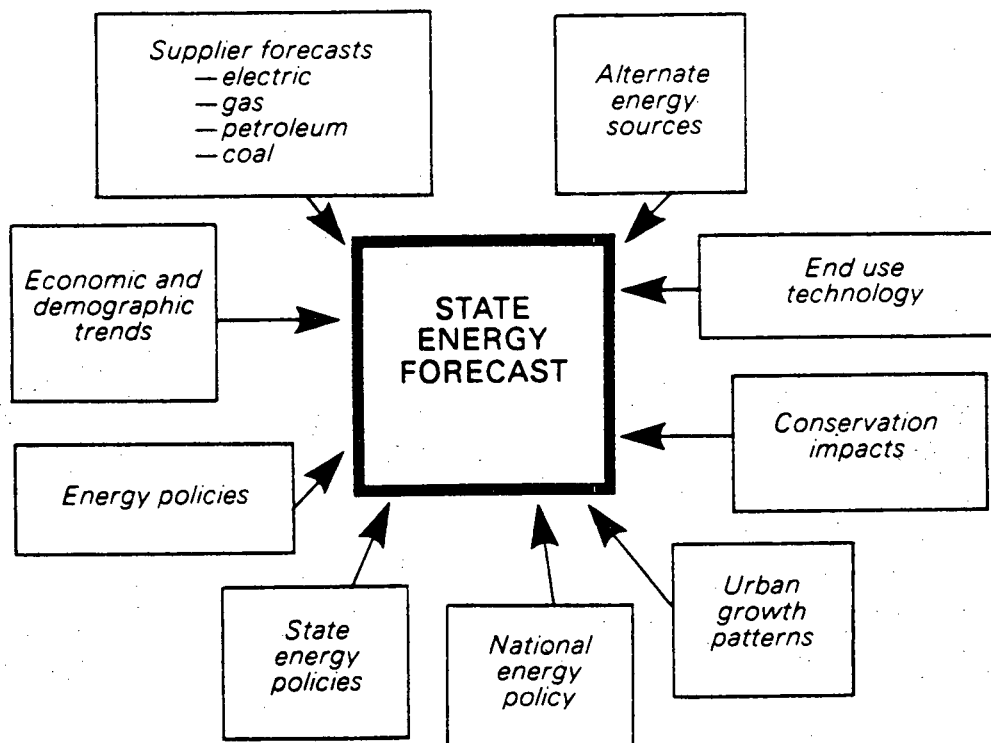 Supplier forecasts
— electric
— gas
— petroleum
— coal
Alternate
energy
sources
Economic and
demographic
trends
STATE
ENERGY
FORECAST
End use
technology
Conservation
impacts
Energy policies
State
energy
policies
National
energy
policy
Urban
growth
patterns